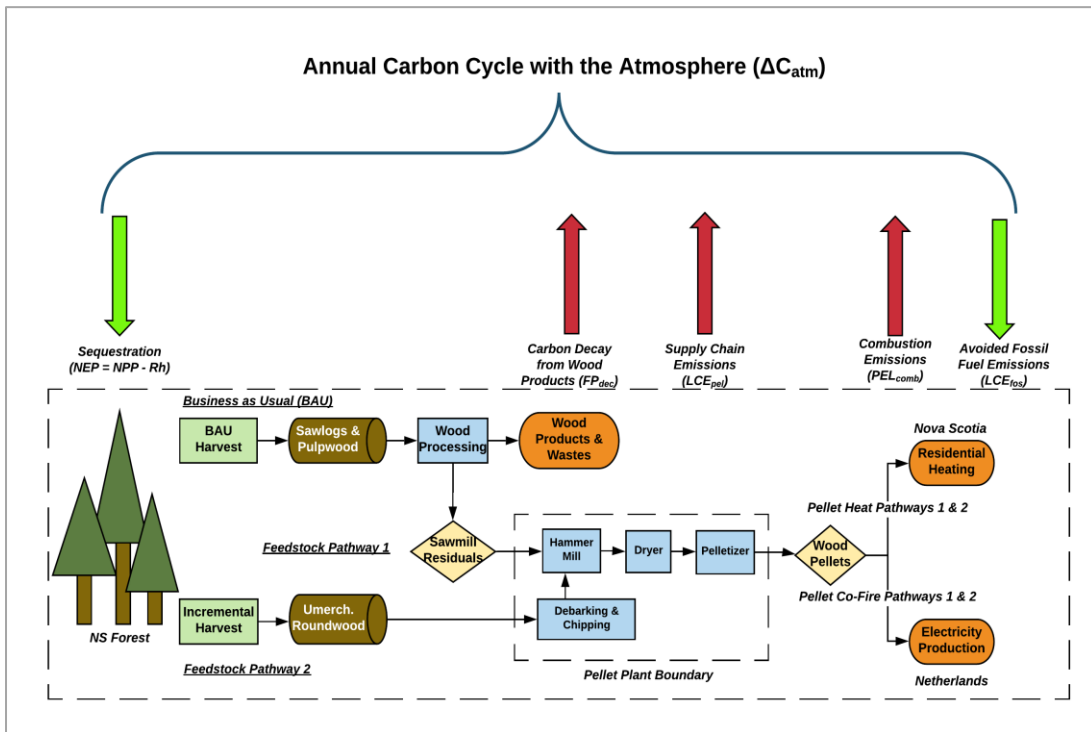 Annual Carbon Cycle with the Atmosphere (ΔCatm)
Sequestration
(NEP = NPP - Rh)
Carbon Decay
from Wood
Products (FPdec)
Supply Chain
Emissions
(LCEpel)
Combustion
Emissions
(PELcomb)
Avoided Fossil
Fuel Emissions
(LCEfos)
Business as Usual (BAU)
BAU
Harvest
Sawlogs &
Pulpwood
Wood
Processing
Wood
Products &
Wastes
Nova Scotia
Residential
Heating
Pellet Heat Pathways 1 & 2
Feedstock Pathway 1
Sawmill
Residuals
Hammer
Mill
Dryer
Pelletizer
Wood
Pellets
Pellet Co-Fire Pathways 1 & 2
Incremental
Harvest
Umerch.
Roundwood
Debarking &
Chipping
Electricity
Production
NS Forest
Feedstock Pathway 2
Pellet Plant Boundary
Netherlands